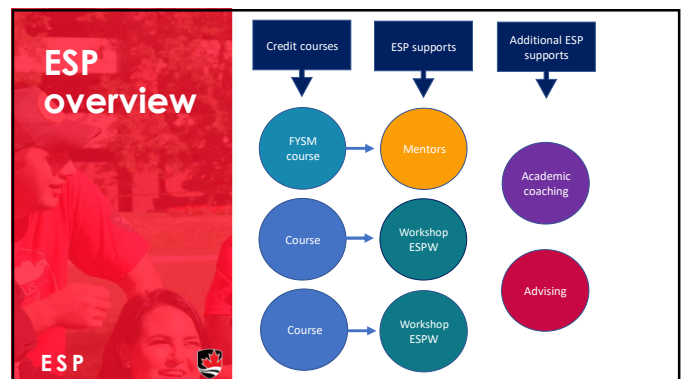 ESP
overview
Credit courses
ESP supports
Additional ESP
supports
FYSM
course
Mentors
Academic
coaching
Course
Workshop
ESPW
Advising
Course
Workshop
ESPW
ESP